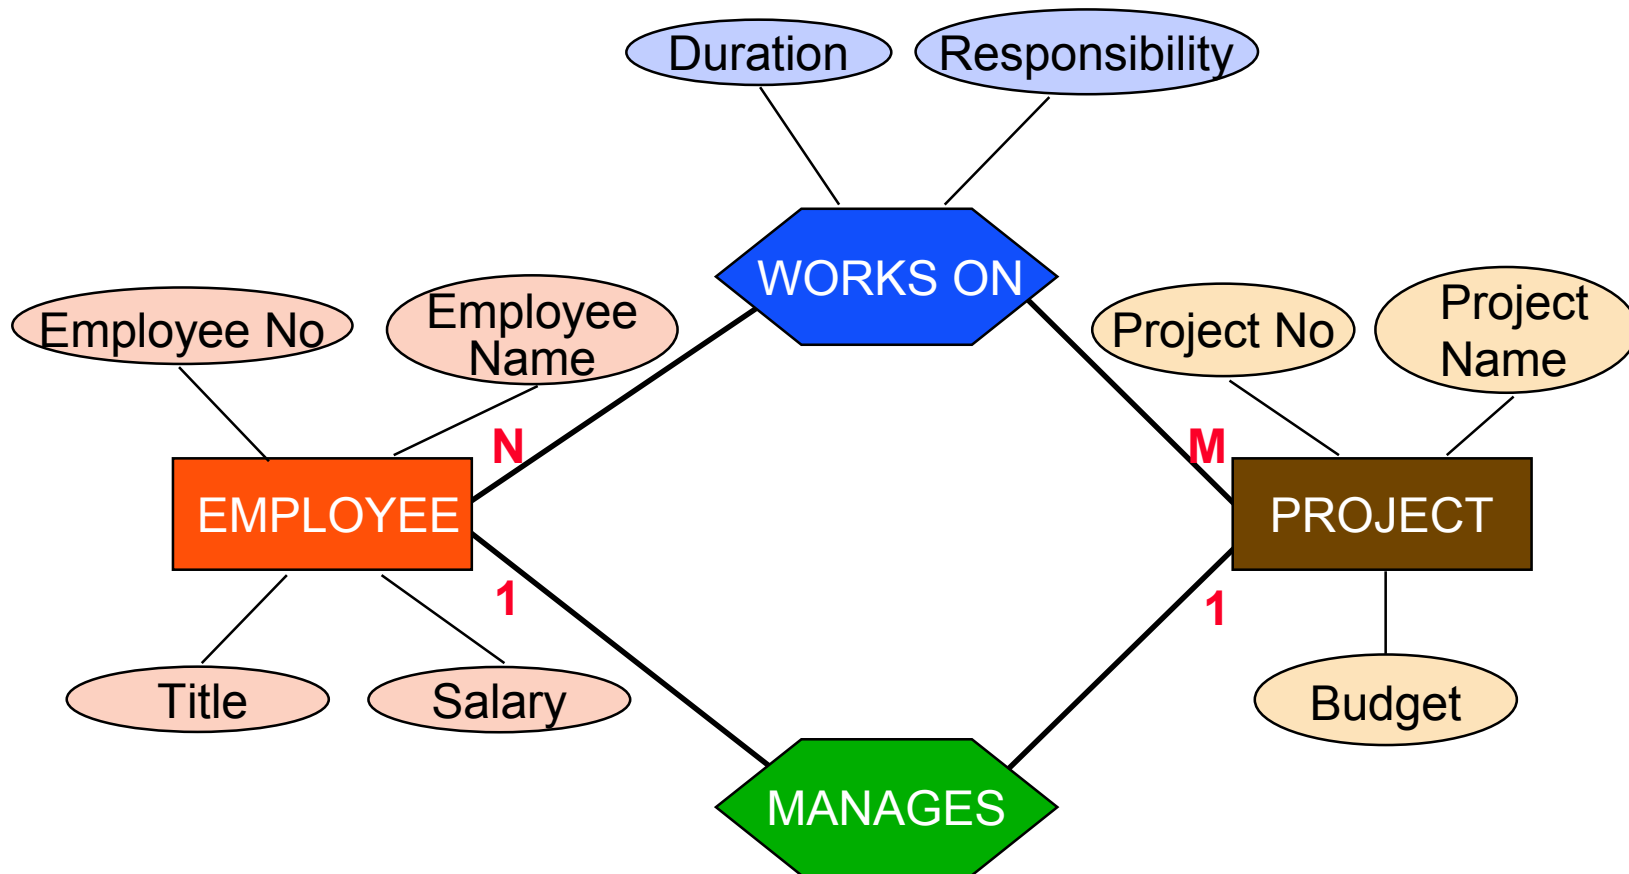 Duration
Responsibility
WORKS ON
Employee No
Employee
Name
Project No
Project
Name
N
M
EMPLOYEE
PROJECT
1
1
Title
Salary
Budget
MANAGES